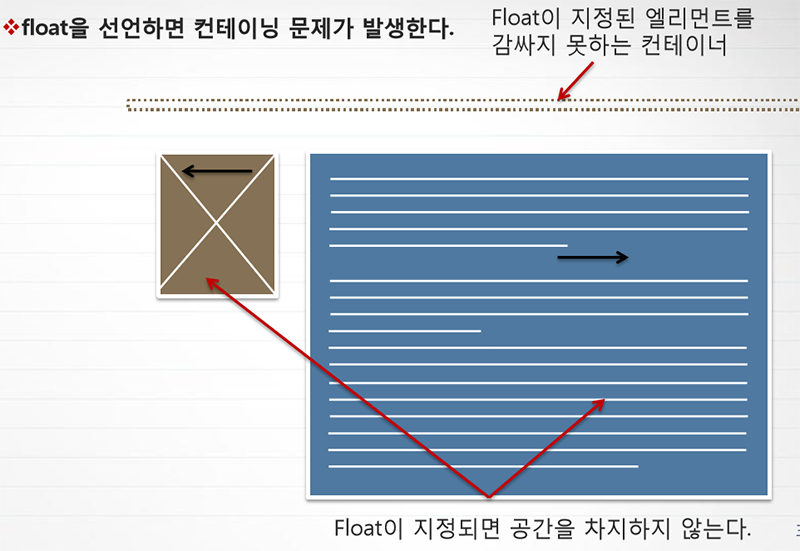 ❖float을 선언하면 컨테이닝 문제가 발생한다.
Float이 지정된 엘리먼트를
감싸지 못하는 컨테이너
Float이 지정되면 공간을 차지하지 않는다.